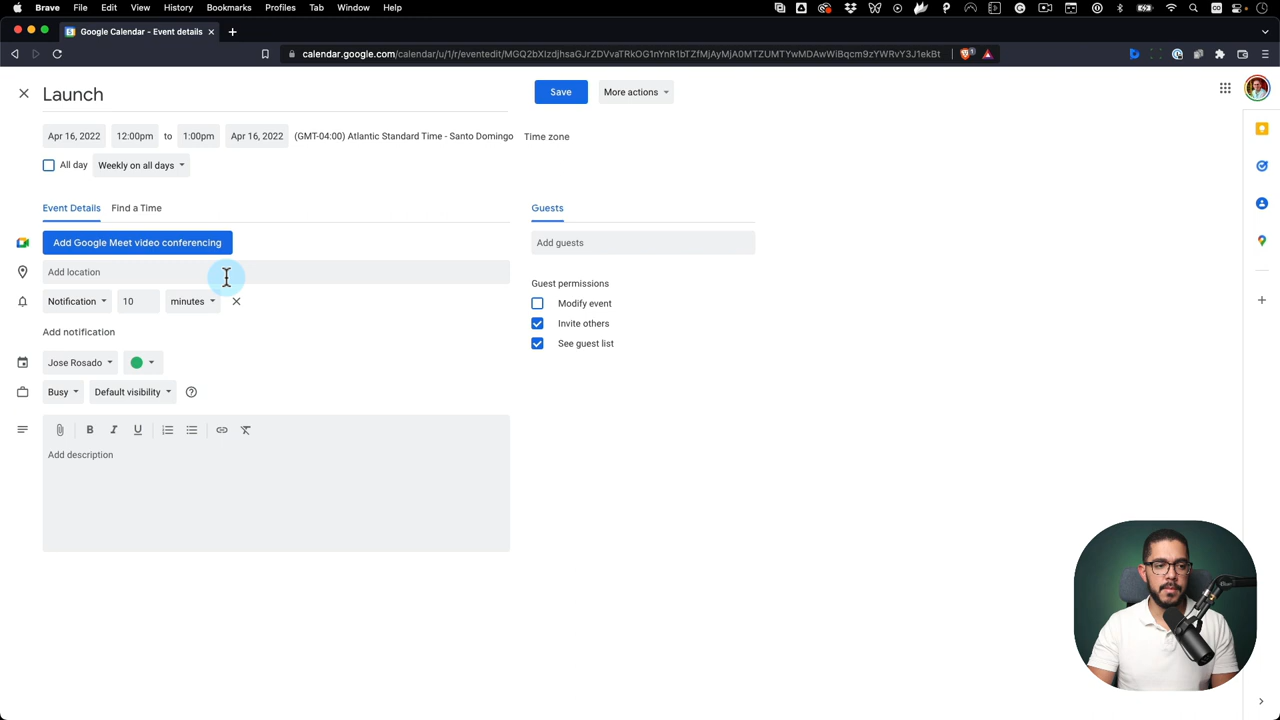 Brave File Edit View History Bookmarks Profiles Tab Window Help
Google Calendar - Event details
calendar.google.com/calendar/u/1/r/eventedit/
Launch
Save
More actions
Apr 16, 2022 12:00pm to 1:00pm Apr 16, 2022 (GMT-04:00) Atlantic Standard Time - Santo Domingo Time zone
All day Weekly on all days
Event Details Find a Time
Guests
Add Google Meet video conferencing
Add guests
Add location
Guest permissions
Notification 10 minutes
Modify event
Invite others
Add notification
See guest list
Jose Rosado
Busy Default visibility
B I U
Add description